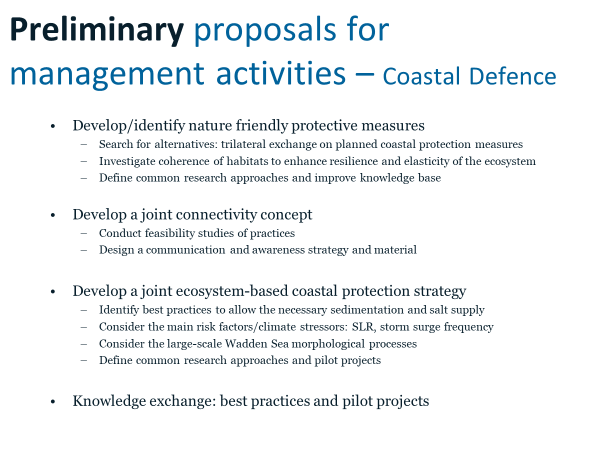 Preliminary proposals for
management activities – Coastal Defence
• Develop/identify nature friendly protective measures
– Search for alternatives: trilateral exchange on planned coastal protection measures
– Investigate coherence of habitats to enhance resilience and elasticity of the ecosystem
– Define common research approaches and improve knowledge base
• Develop a joint connectivity concept
– Conduct feasibility studies of practices
– Design a communication and awareness strategy and material
• Develop a joint ecosystem-based coastal protection strategy
– Identify best practices to allow the necessary sedimentation and salt supply
– Consider the main risk factors/climate stressors: SLR, storm surge frequency
– Consider the large-scale Wadden Sea morphological processes
– Define common research approaches and pilot projects
• Knowledge exchange: best practices and pilot projects